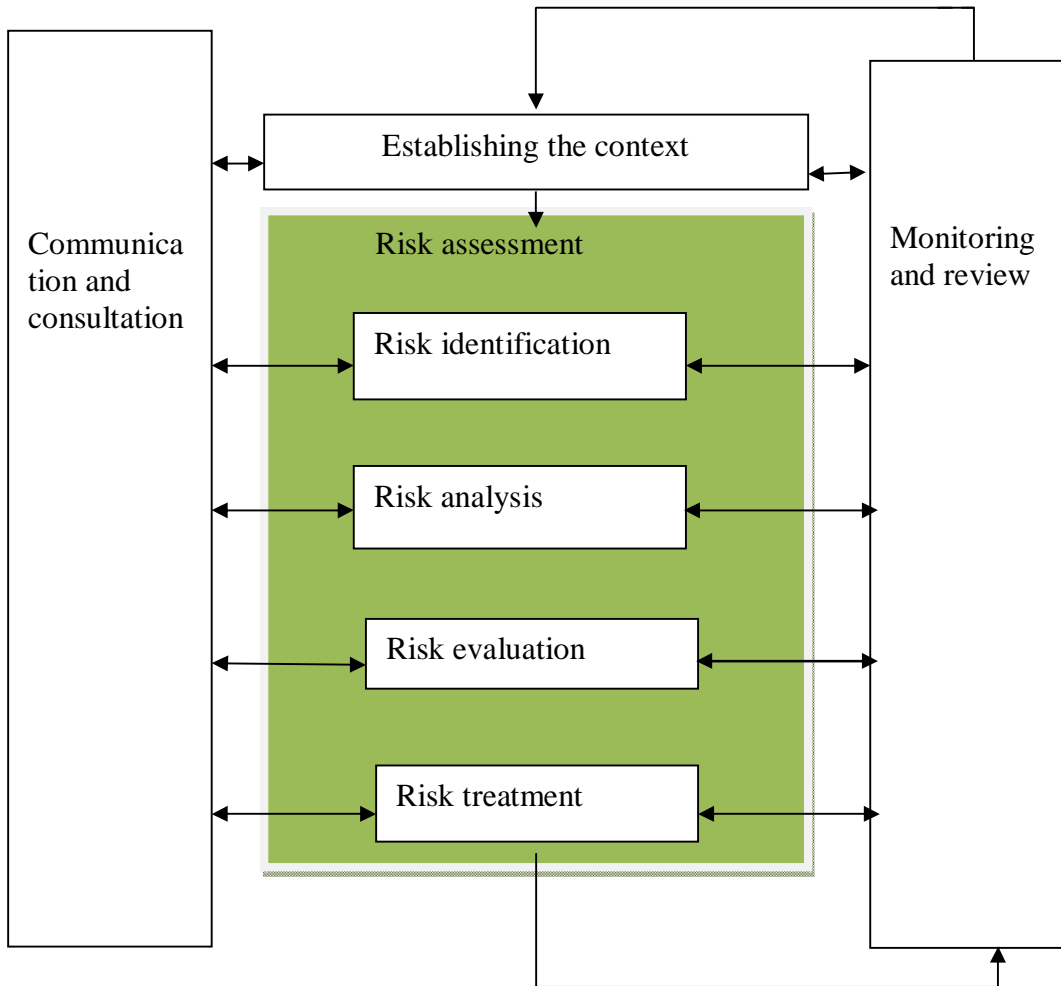 Establishing the context
Communica
tion and
consultation
Risk assessment
Monitoring
and review
Risk identification
Risk analysis
Risk evaluation
Risk treatment